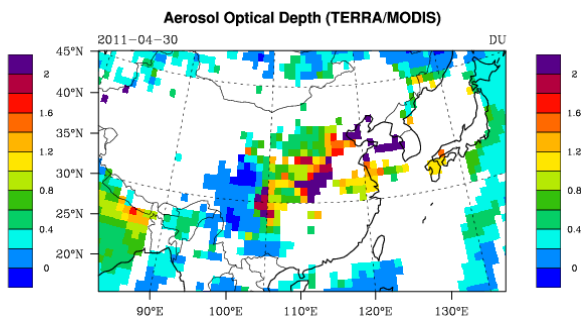 Aerosol Optical Depth (TERRA/MODIS)
2011-04-30 DU
45°N
40°N
35°N
30°N
25°N
20°N
90°E 100°E 110°E 120°E 130°E
2
1.6
1.2
0.8
0.4
0
2
1.6
1.2
0.8
0.4
0